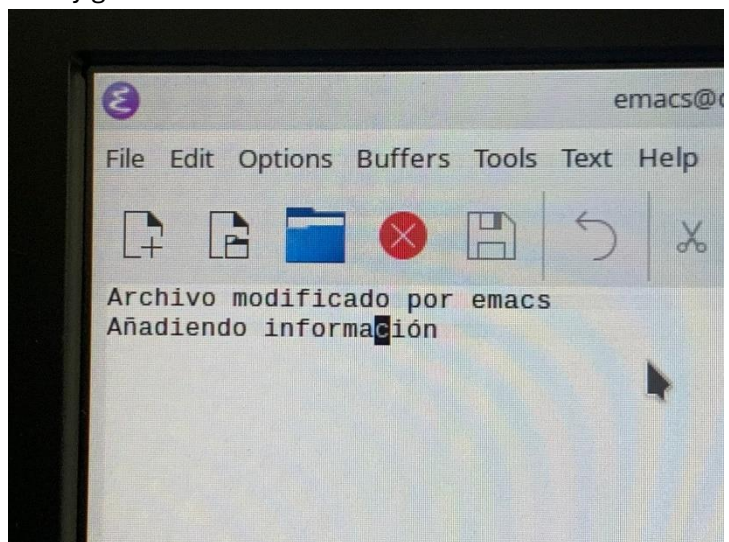 emacs@
File Edit Options Buffers Tools Text Help
Archivo modificado por emacs
Añadiendo información